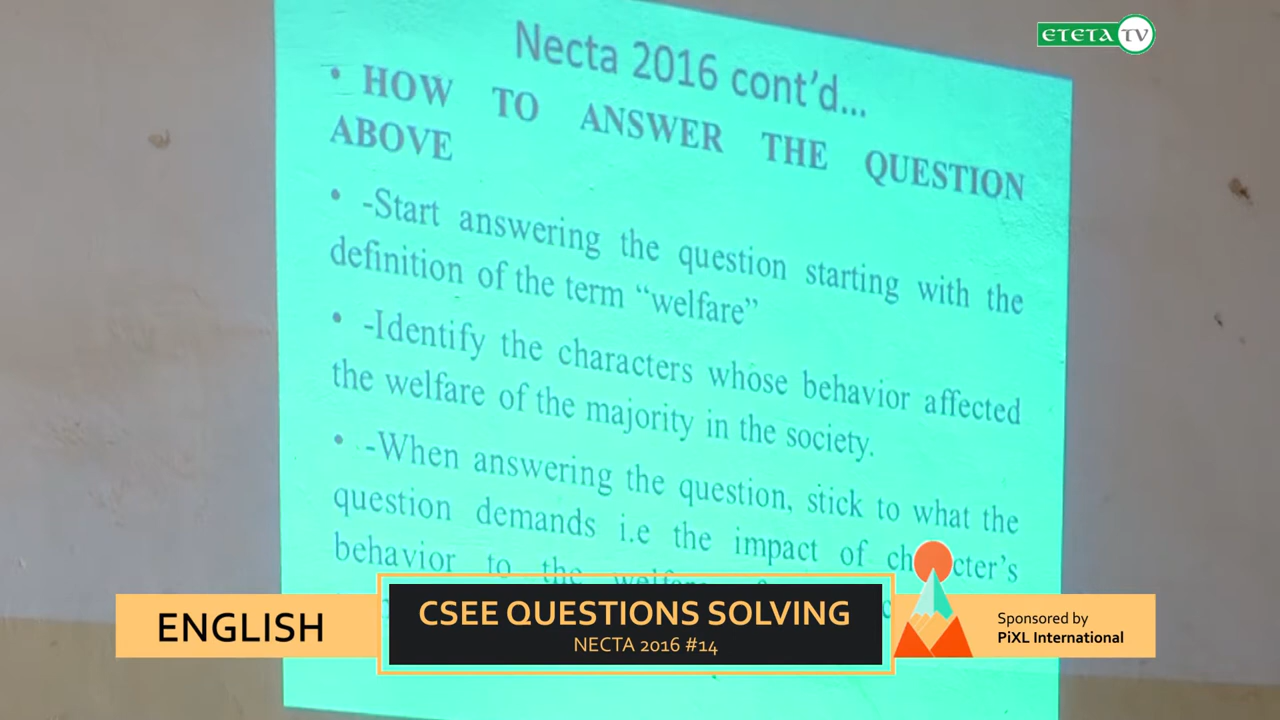 ETETA TV
Necta 2016 cont'd...
• HOW TO ANSWER THE QUESTION
ABOVE
• -Start answering the question starting with the
definition of the term “welfare”
• -Identify the characters whose behavior affected
the welfare of the majority in the society.
• -When answering the question, stick to what the
question demands i.e the impact of
behavior to the
ENGLISH
CSEE QUESTIONS SOLVING
NECTA 2016 #14
Sponsored by
PiXL International